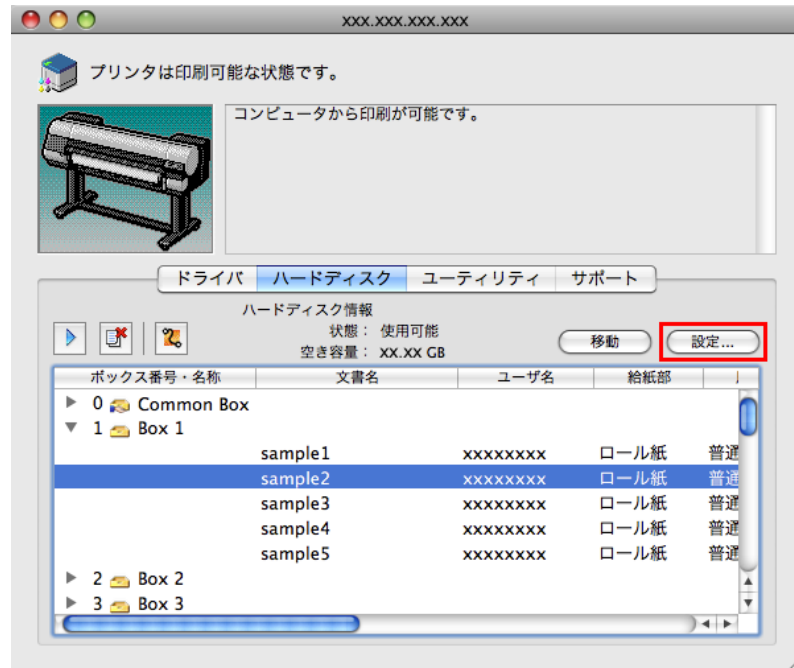 xxx.xxx.xxx.xxx
プリンタは印刷可能な状態です。
コンピュータから印刷が可能です。
ドライバ ハードディスク ユーティリティ サポート
ハードディスク情報
状態： 使用可能
空き容量： XX.XX GB
移動 設定...
ボックス番号・名称 文書名 ユーザ名 給紙部
0 Common Box
1 Box 1
sample1 xxxxxxxx ロール紙 普通
sample2 xxxxxxxx ロール紙 普通
sample3 xxxxxxxx ロール紙 普通
sample4 xxxxxxxx ロール紙 普通
sample5 xxxxxxxx ロール紙 普通
2 Box 2
3 Box 3